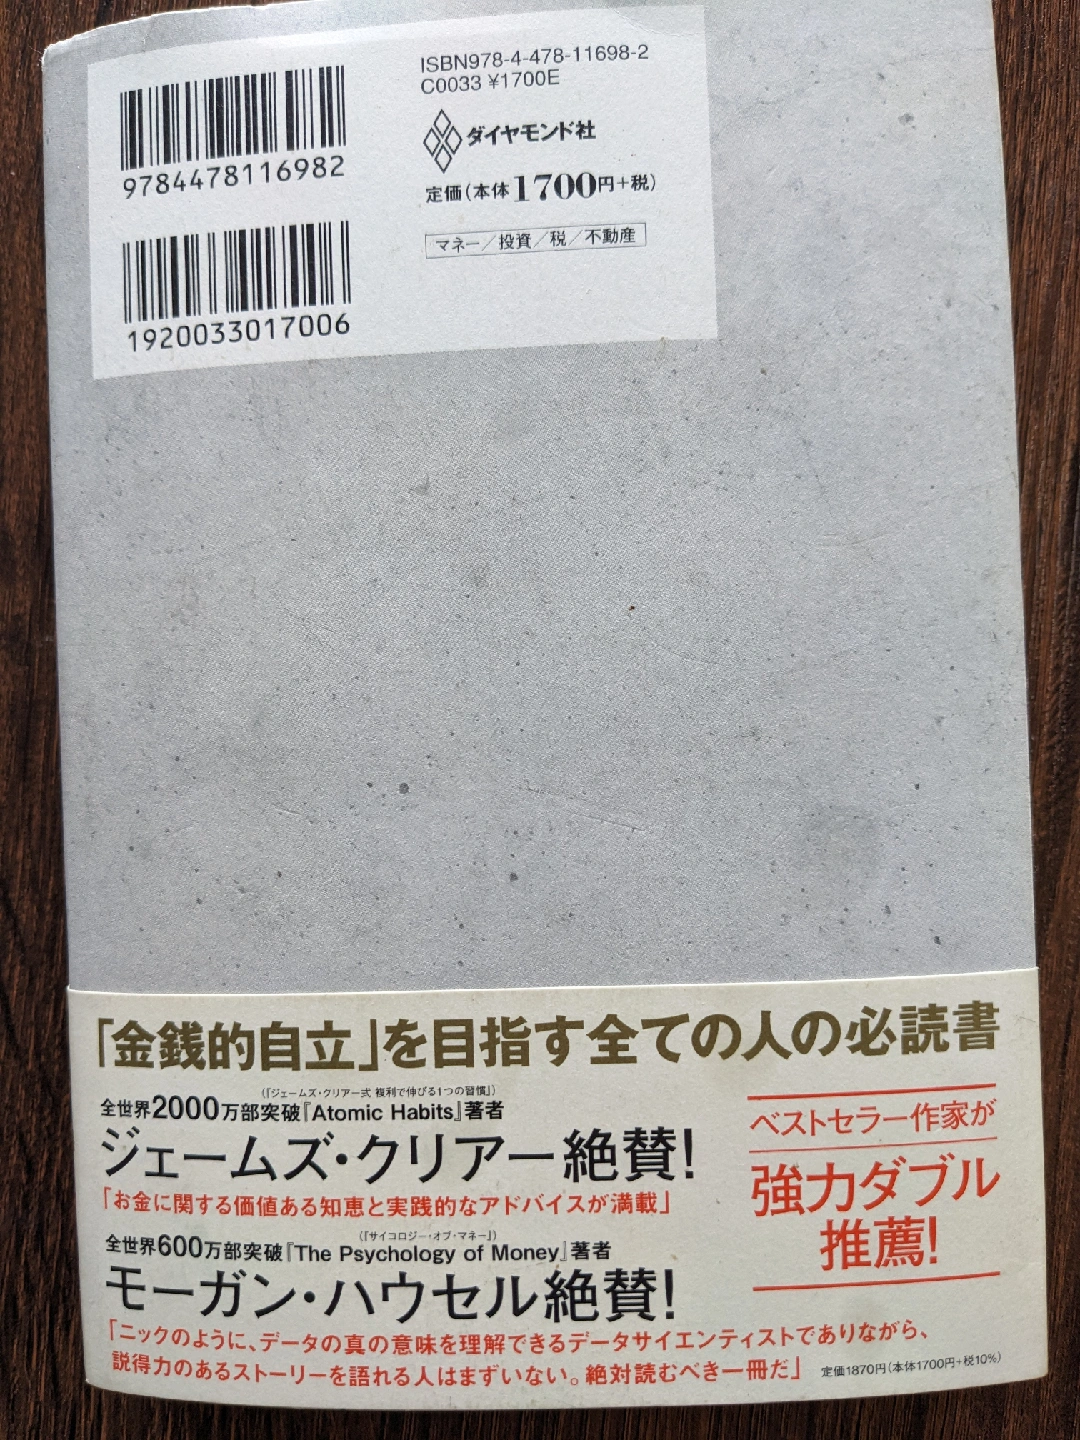 9784478116982
1920033017006
ISBN978-4-478-11698-2
C0033 ¥1700E
ダイヤモンド社
定価(本体1700円+税)
マネー/投資/税/不動産
「金銭的自立」を目指す全ての人の必読書
(『ジェームズ・クリアー式 複利で伸びる1つの習慣』)
全世界2000万部突破『Atomic Habits』著者
ジェームズ・クリアー絶賛!
「お金に関する価値ある知恵と実践的なアドバイスが満載」
(『サイコロジー・オブ・マネー』)
全世界600万部突破『The Psychology of Money』著者
モーガン・ハウセル絶賛!
「ニックのように、データの真の意味を理解できるデータサイエンティストでありながら、
説得力のあるストーリーを語れる人はまずいない。絶対読むべき一冊だ」
ベストセラー作家が
強力ダブル
推薦!
定価1870円(本体1700円+税10%)